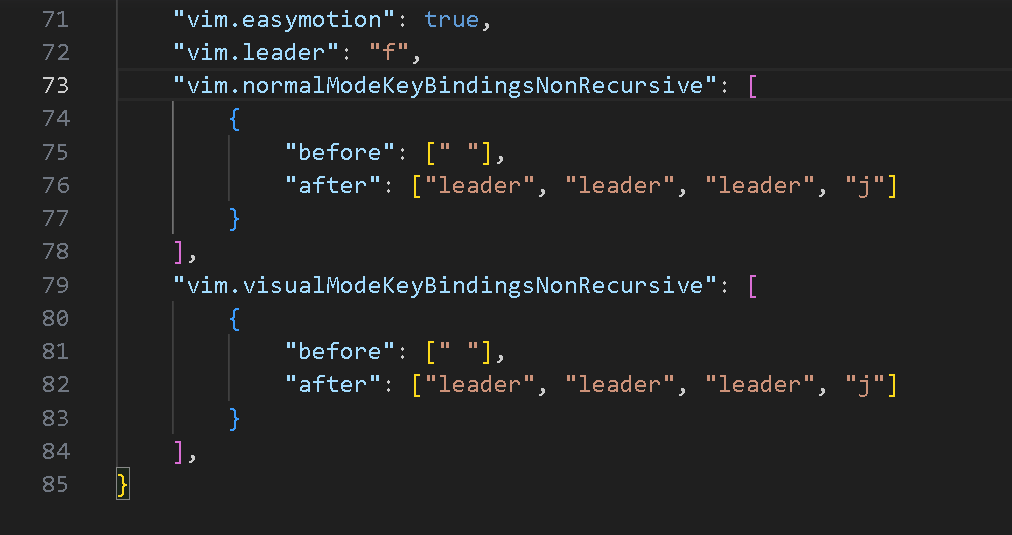 71 "vim.easymotion": true,
72 "vim.leader": "f",
73 "vim.normalModeKeyBindingsNonRecursive": [
74 {
75 "before": [" "],
76 "after": ["leader", "leader", "leader", "j"]
77 }
78 ],
79 "vim.visualModeKeyBindingsNonRecursive": [
80 {
81 "before": [" "],
82 "after": ["leader", "leader", "leader", "j"]
83 }
84 ],
85 }